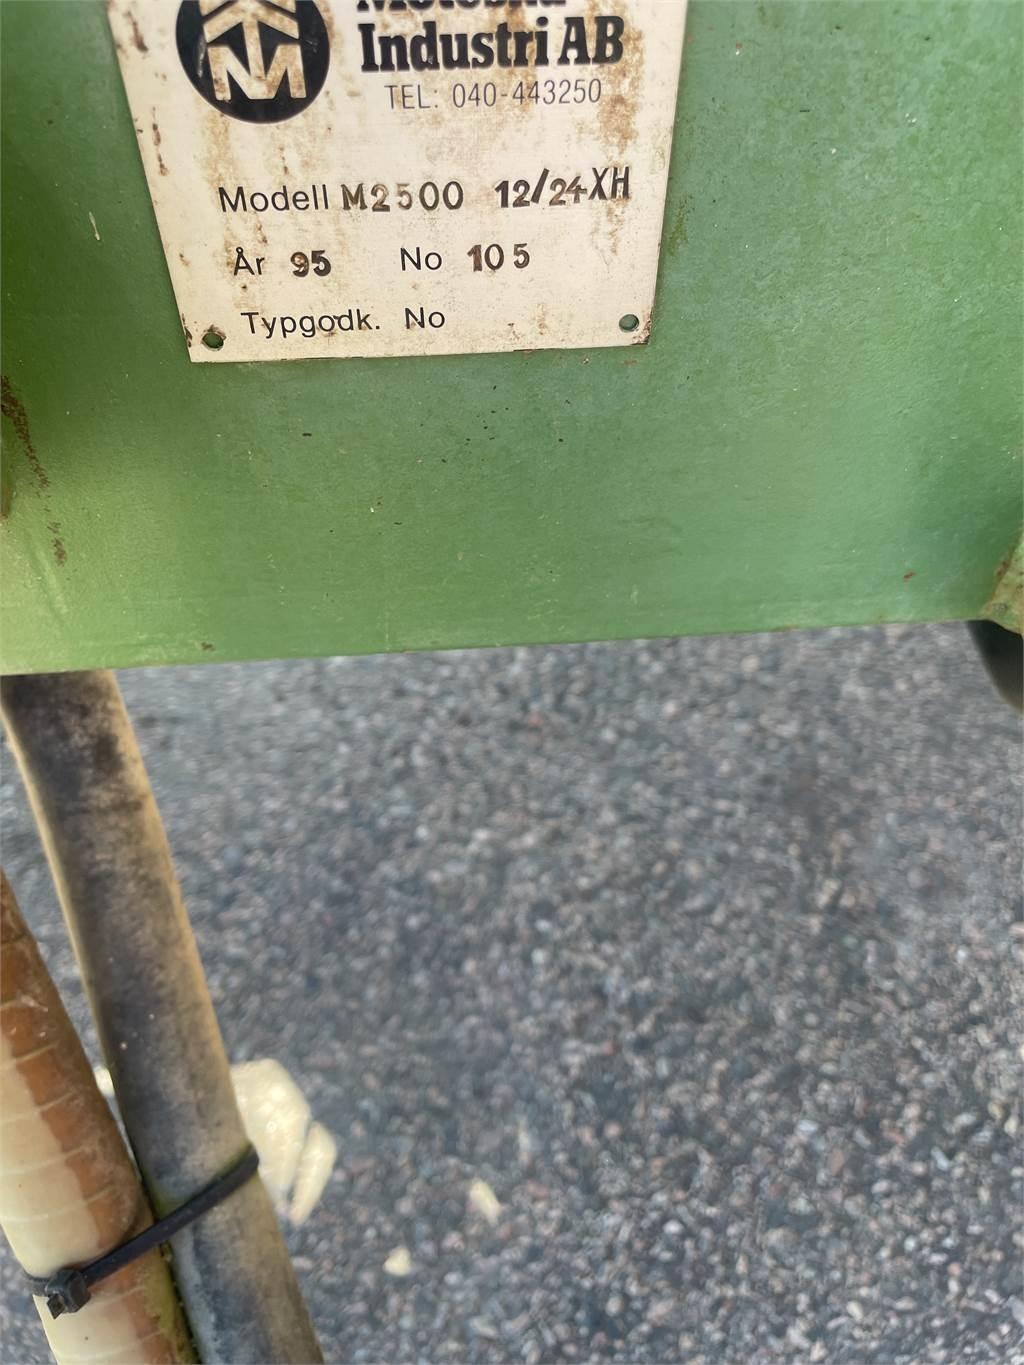 Industri AB
TEL: 040-443250
Modell M2500 12/24XH
År 95 No 105
Typgodk. No